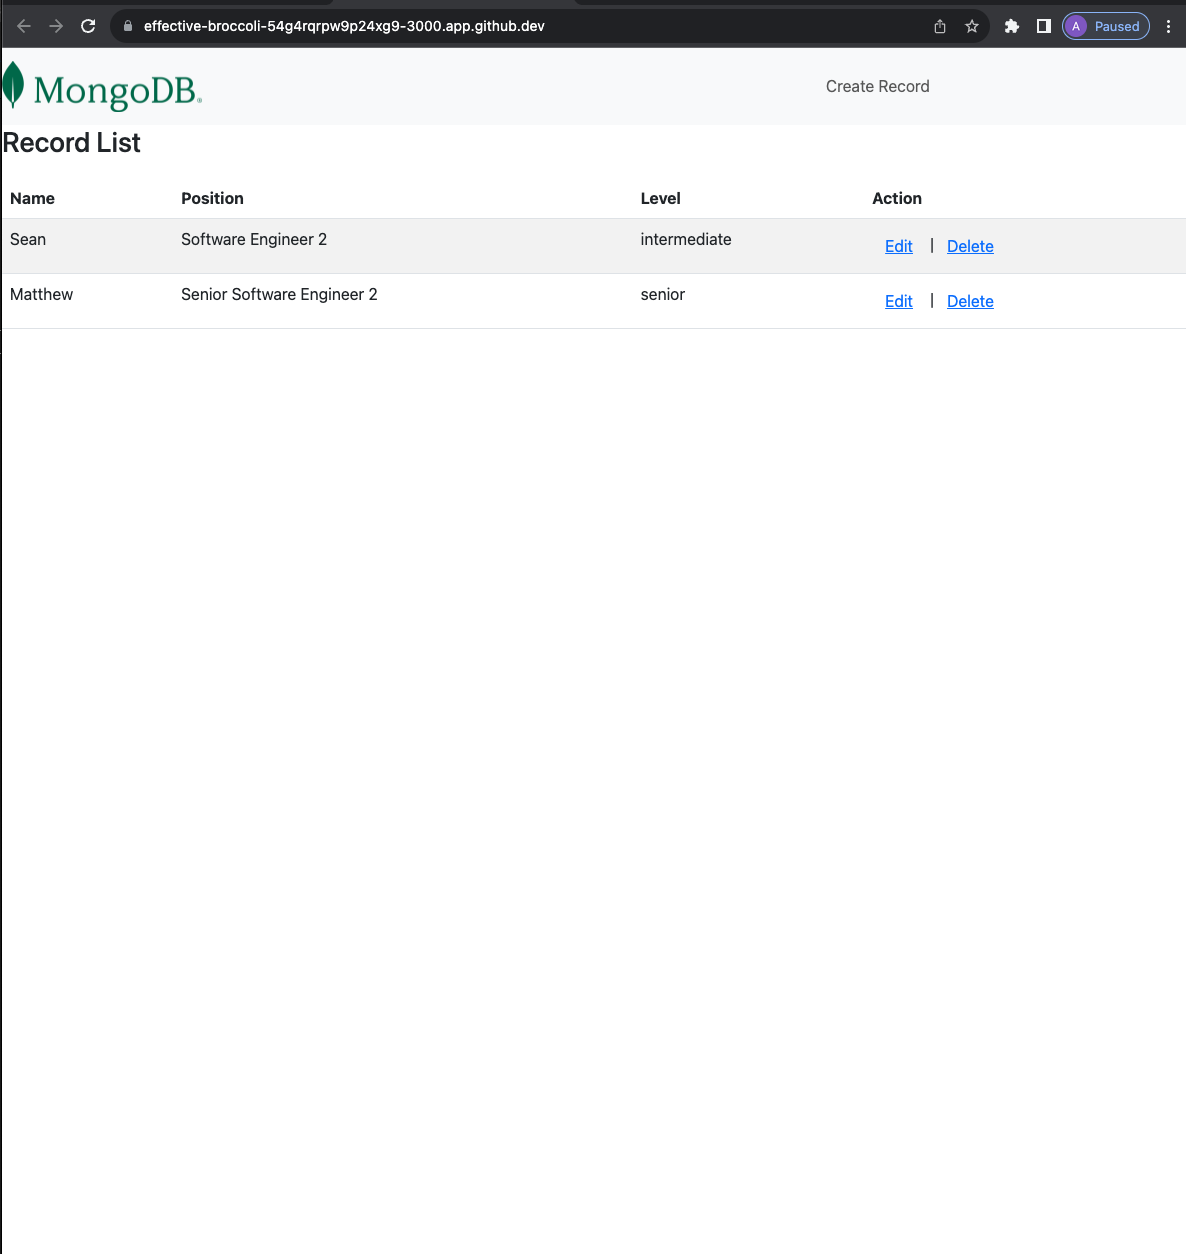 effective-broccoli-54g4rqrpw9p24xg9-3000.app.github.dev A Paused
MongoDB® Create Record
Record List
Name Position Level Action
Sean Software Engineer 2 intermediate Edit | Delete
Matthew Senior Software Engineer 2 senior Edit | Delete